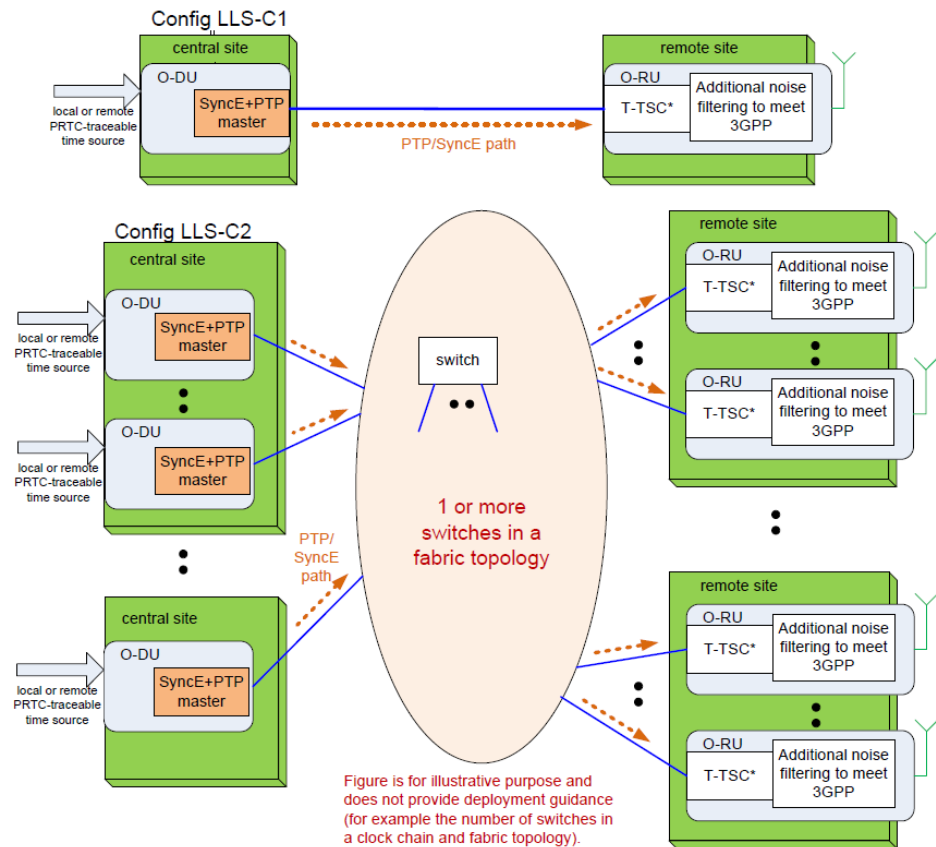 Config LLS-C1
central site
O-DU
local or remote
PRTC-traceable
time source
SyncE+PTP
master
PTP/SyncE path
remote site
O-RU
T-TSC*
Additional noise
filtering to meet
3GPP
Config LLS-C2
central site
O-DU
local or remote
PRTC-traceable
time source
SyncE+PTP
master
O-DU
local or remote
PRTC-traceable
time source
SyncE+PTP
master
PTP/
SyncE
path
central site
O-DU
local or remote
PRTC-traceable
time source
SyncE+PTP
master
switch
1 or more
switches in a
fabric topology
remote site
O-RU
T-TSC*
Additional noise
filtering to meet
3GPP
O-RU
T-TSC*
Additional noise
filtering to meet
3GPP
remote site
O-RU
T-TSC*
Additional noise
filtering to meet
3GPP
O-RU
T-TSC*
Additional noise
filtering to meet
3GPP
Figure is for illustrative purpose and
does not provide deployment guidance
(for example the number of switches in
a clock chain and fabric topology).